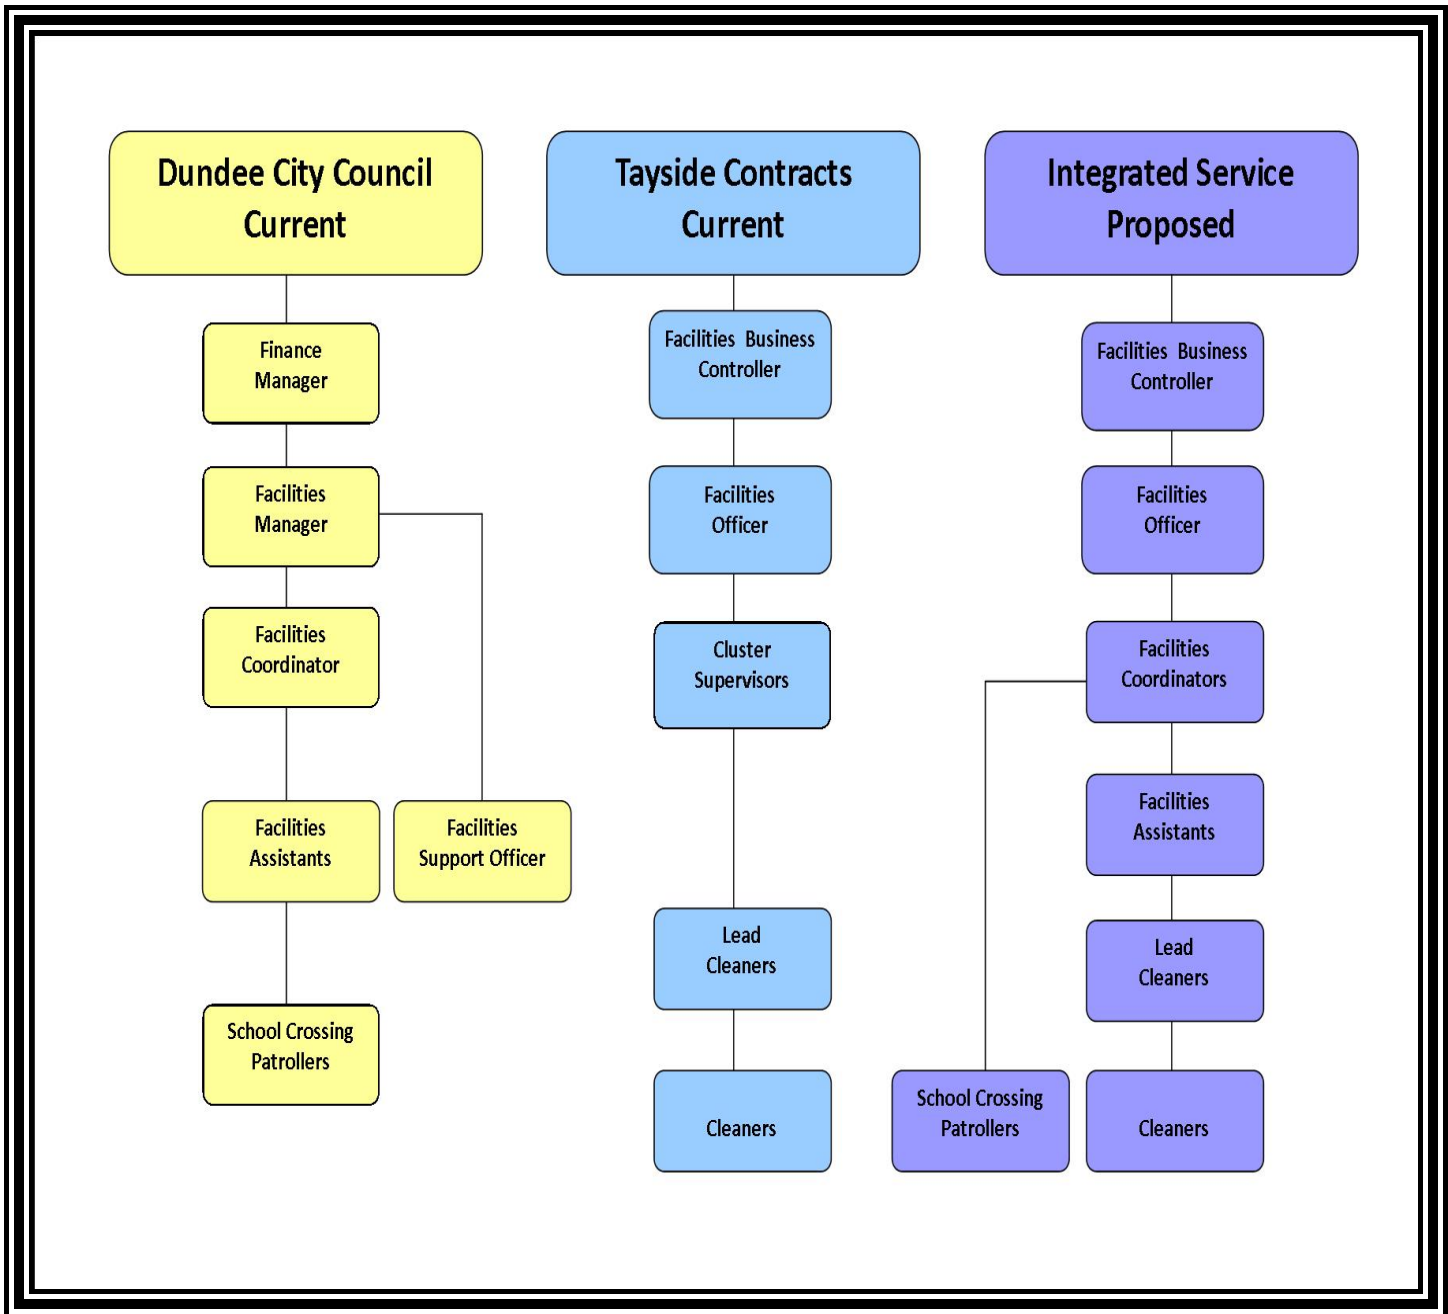 Dundee City Council
Current
Finance
Manager
Facilities
Manager
Facilities
Coordinator
Facilities
Assistants
Facilities
Support Officer
School Crossing
Patrollers
Tayside Contracts
Current
Facilities Business
Controller
Facilities
Officer
Cluster
Supervisors
Lead
Cleaners
Cleaners
Integrated Service
Proposed
Facilities Business
Controller
Facilities
Officer
Facilities
Coordinators
Facilities
Assistants
Lead
Cleaners
School Crossing
Patrollers
Cleaners